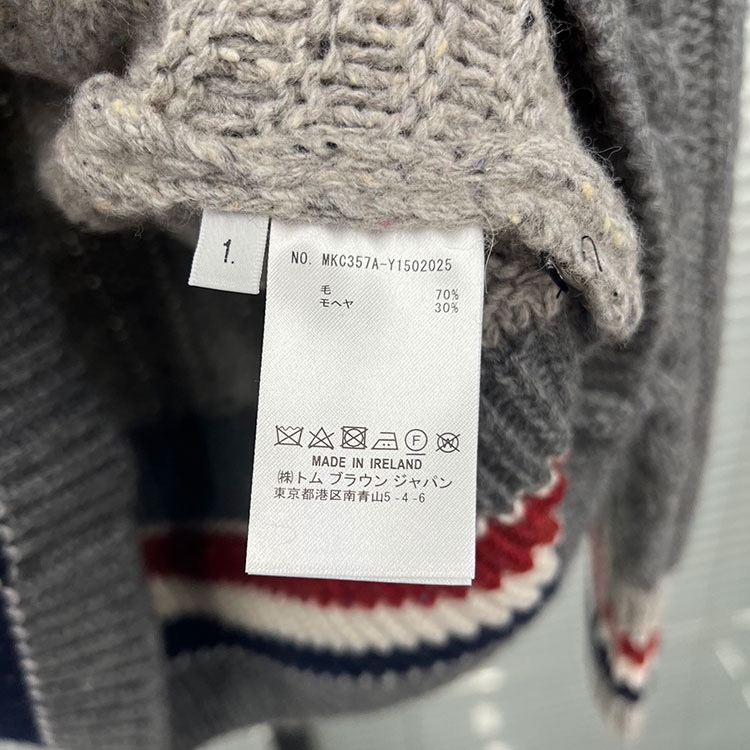 1.
NO. MKC357A-Y1502025
毛 70%
モヘヤ 30%
MADE IN IRELAND
㈱トム ブラウン ジャパン
東京都港区南青山5-4-6